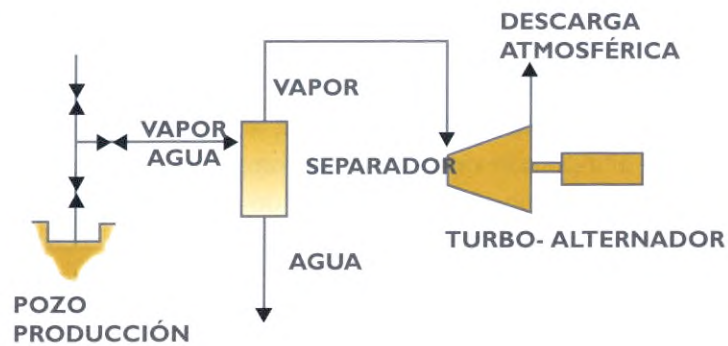 DESCARGA
ATMOSFÉRICA
VAPOR
VAPOR
AGUA
SEPARADOR
TURBO- ALTERNADOR
AGUA
POZO
PRODUCCIÓN